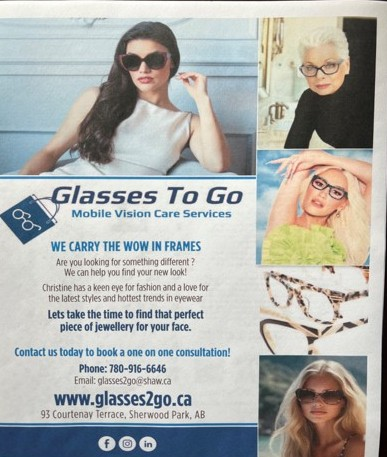 Glasses To Go
Mobile Vision Care Services
WE CARRY THE WOW IN FRAMES
Are you looking for something different ?
We can help you find your new look!
Christine has a keen eye for fashion and a love for
the latest styles and hottest trends in eyewear
Lets take the time to find that perfect
piece of jewellery for your face.
Contact us today to book a one on one consultation!
Phone: 780-916-6646
Email: glasses2go@shaw.ca
www.glasses2go.ca
93 Courtenay Terrace, Sherwood Park, AB